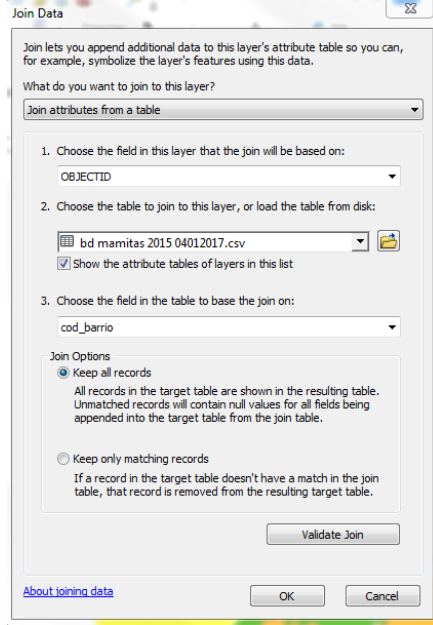 Join Data
Join lets you append additional data to this layer's attribute table so you can,
for example, symbolize the layer's features using this data.
What do you want to join to this layer?
Join attributes from a table
1. Choose the field in this layer that the join will be based on:
OBJECTID
2. Choose the table to join to this layer, or load the table from disk:
bd mamitas 2015 04012017.csv
Show the attribute tables of layers in this list
3. Choose the field in the table to base the join on:
cod_barrio
Join Options
Keep all records
All records in the target table are shown in the resulting table.
Unmatched records will contain null values for all fields being
appended into the target table from the join table.
Keep only matching records
If a record in the target table doesn't have a match in the join
table, that record is removed from the resulting target table.
Validate Join
About joining data
OK
Cancel